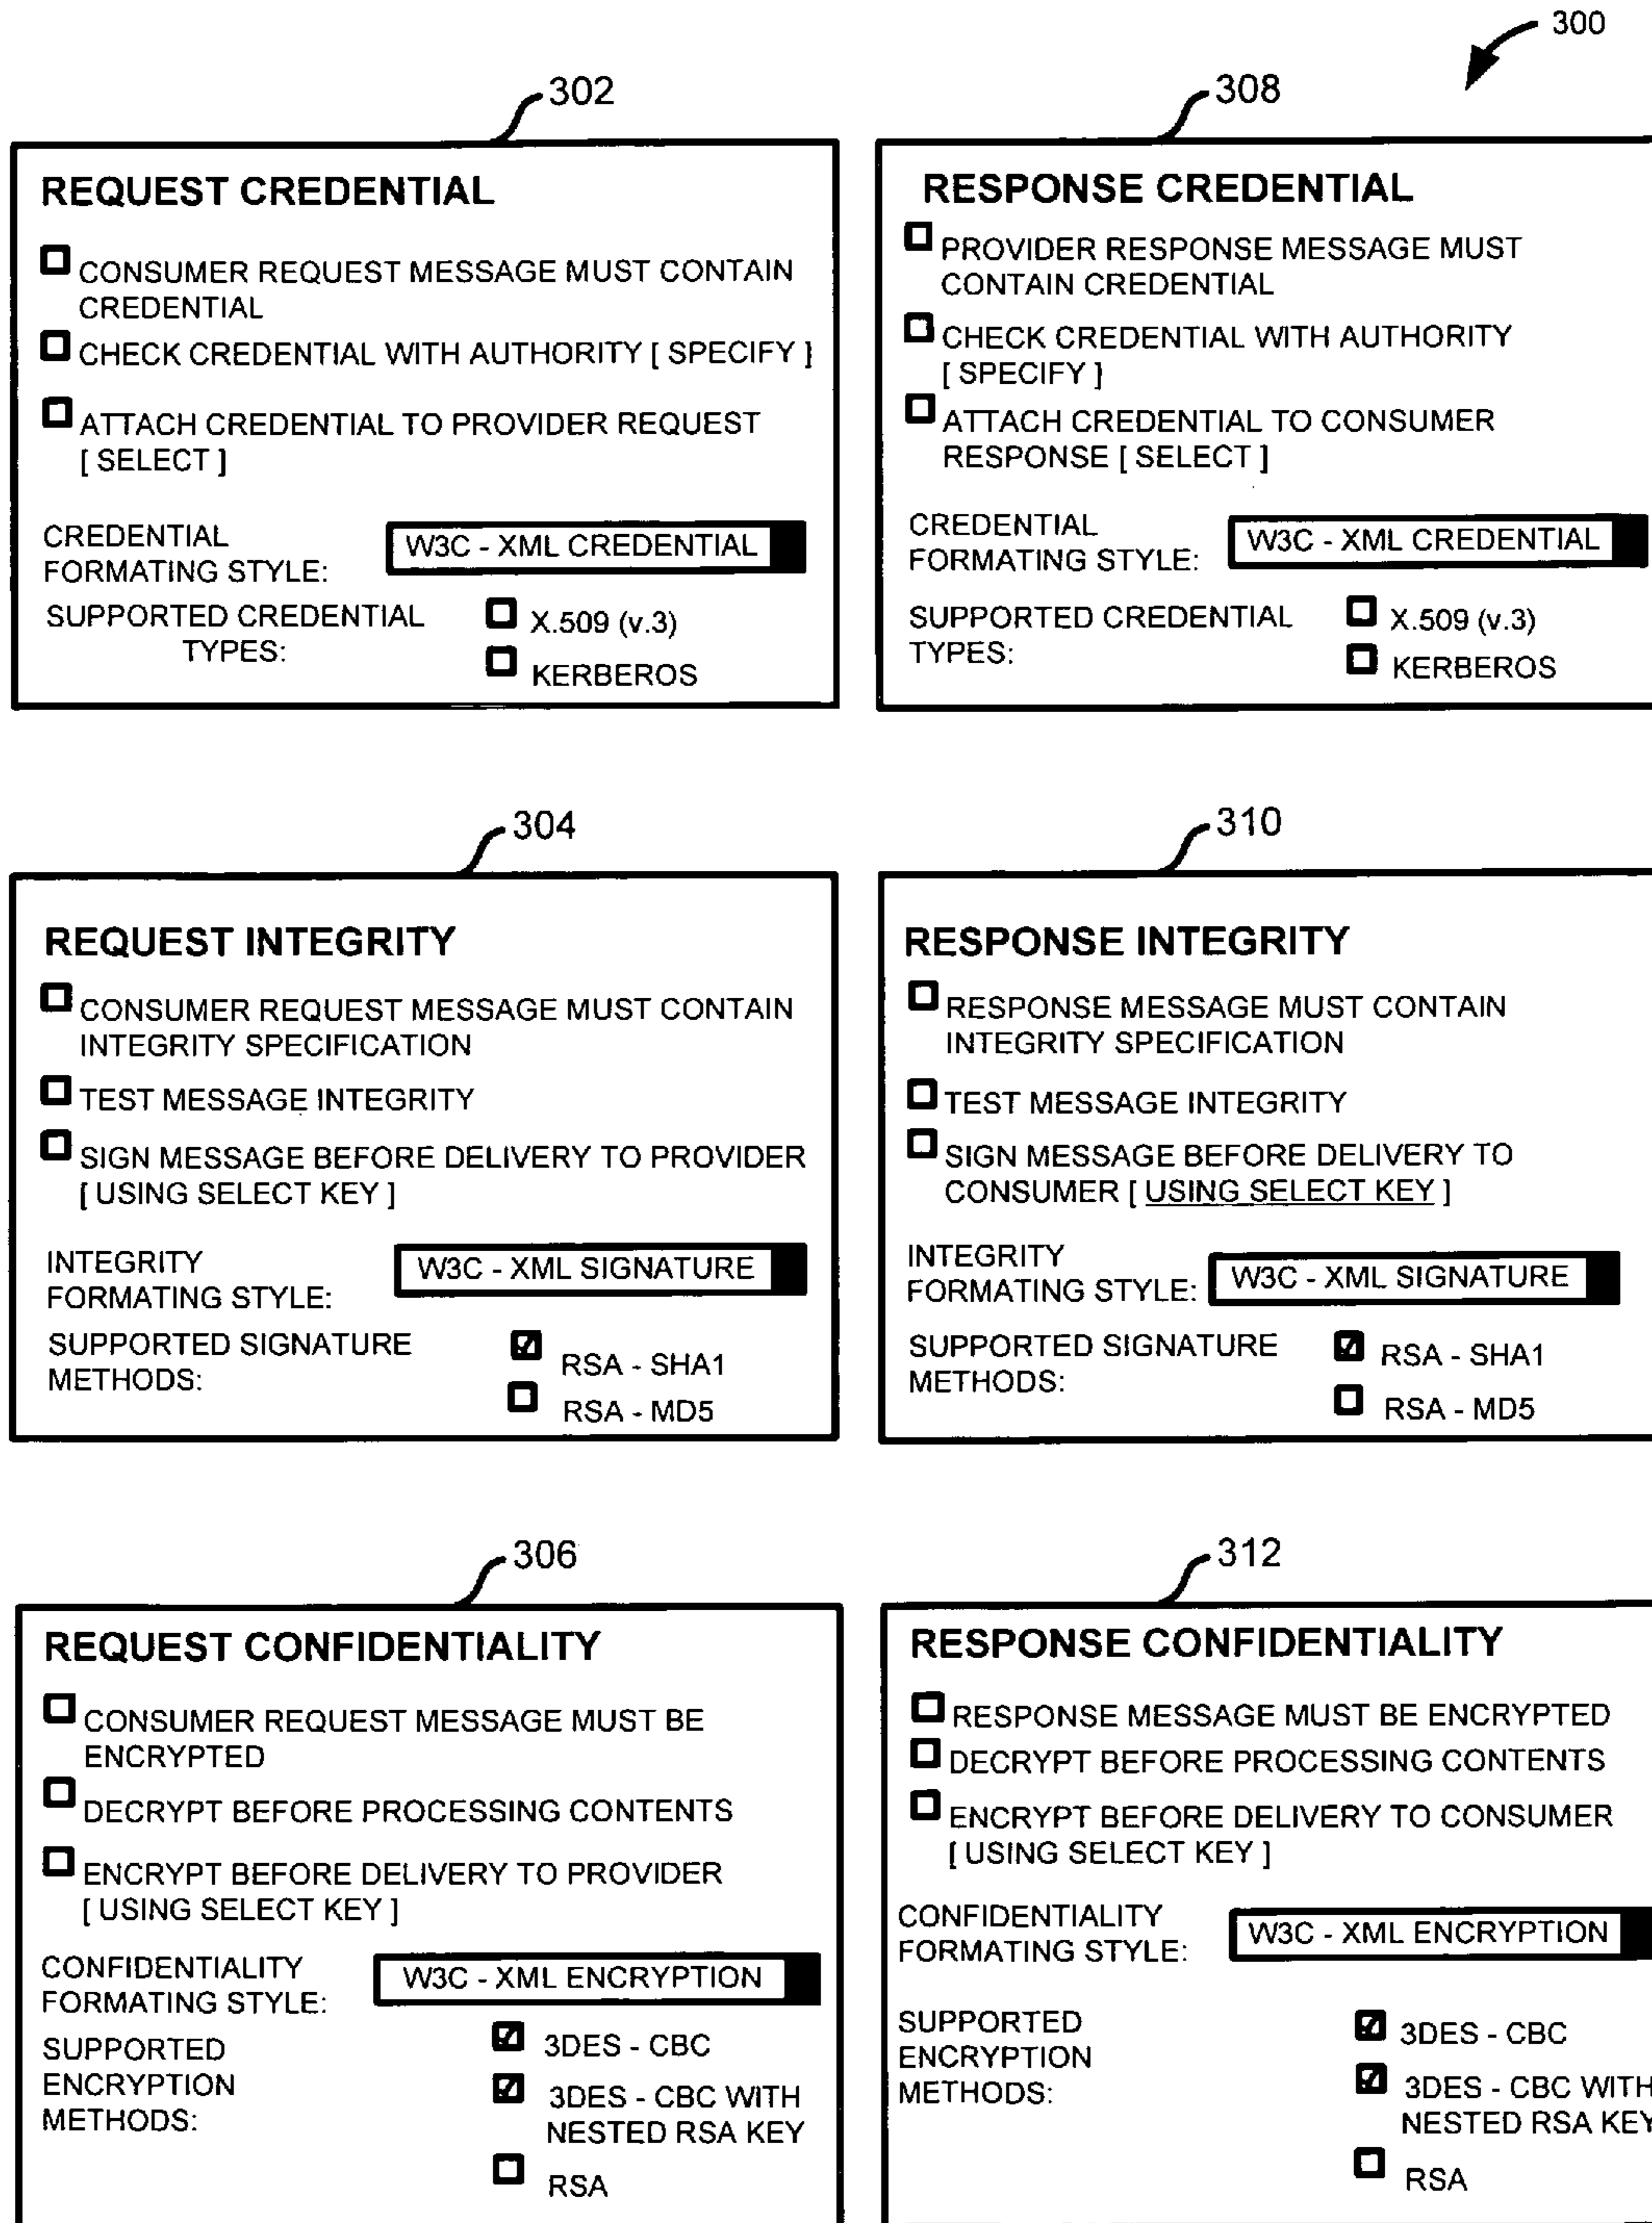 300
302
REQUEST CREDENTIAL
CONSUMER REQUEST MESSAGE MUST CONTAIN
CREDENTIAL
CHECK CREDENTIAL WITH AUTHORITY [ SPECIFY ]
ATTACH CREDENTIAL TO PROVIDER REQUEST
[ SELECT ]
CREDENTIAL
FORMATING STYLE:
W3C - XML CREDENTIAL
SUPPORTED CREDENTIAL
TYPES:
X.509 (v.3)
KERBEROS
308
RESPONSE CREDENTIAL
PROVIDER RESPONSE MESSAGE MUST
CONTAIN CREDENTIAL
CHECK CREDENTIAL WITH AUTHORITY
[ SPECIFY ]
ATTACH CREDENTIAL TO CONSUMER
RESPONSE [ SELECT ]
CREDENTIAL
FORMATING STYLE:
W3C - XML CREDENTIAL
SUPPORTED CREDENTIAL
TYPES:
X.509 (v.3)
KERBEROS
304
REQUEST INTEGRITY
CONSUMER REQUEST MESSAGE MUST CONTAIN
INTEGRITY SPECIFICATION
TEST MESSAGE INTEGRITY
SIGN MESSAGE BEFORE DELIVERY TO PROVIDER
[ USING SELECT KEY ]
INTEGRITY
FORMATING STYLE:
W3C - XML SIGNATURE
SUPPORTED SIGNATURE
METHODS:
RSA - SHA1
RSA - MD5
310
RESPONSE INTEGRITY
RESPONSE MESSAGE MUST CONTAIN
INTEGRITY SPECIFICATION
TEST MESSAGE INTEGRITY
SIGN MESSAGE BEFORE DELIVERY TO
CONSUMER [ USING SELECT KEY ]
INTEGRITY
FORMATING STYLE:
W3C - XML SIGNATURE
SUPPORTED SIGNATURE
METHODS:
RSA - SHA1
RSA - MD5
306
REQUEST CONFIDENTIALITY
CONSUMER REQUEST MESSAGE MUST BE
ENCRYPTED
DECRYPT BEFORE PROCESSING CONTENTS
ENCRYPT BEFORE DELIVERY TO PROVIDER
[ USING SELECT KEY ]
CONFIDENTIALITY
FORMATING STYLE:
W3C - XML ENCRYPTION
SUPPORTED
ENCRYPTION
METHODS:
3DES - CBC
3DES - CBC WITH
NESTED RSA KEY
RSA
312
RESPONSE CONFIDENTIALITY
RESPONSE MESSAGE MUST BE ENCRYPTED
DECRYPT BEFORE PROCESSING CONTENTS
ENCRYPT BEFORE DELIVERY TO CONSUMER
[ USING SELECT KEY ]
CONFIDENTIALITY
FORMATING STYLE:
W3C - XML ENCRYPTION
SUPPORTED
ENCRYPTION
METHODS:
3DES - CBC
3DES - CBC WITH
NESTED RSA KEY
RSA